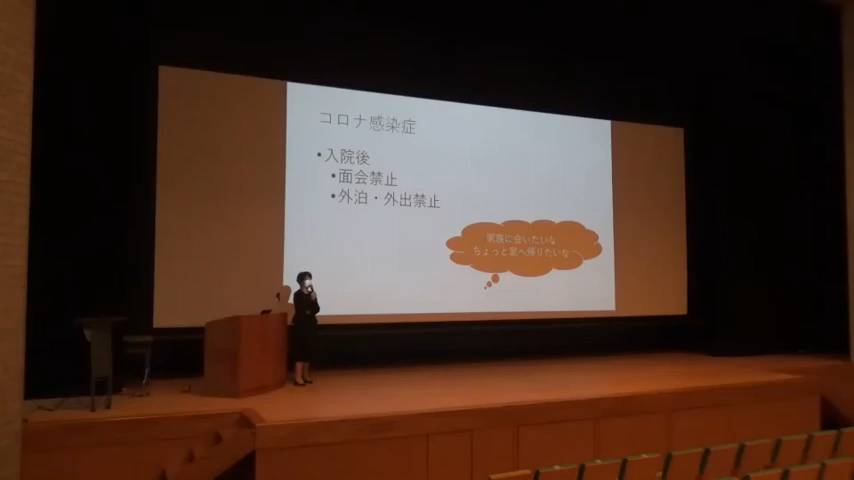 コロナ感染症
•入院後
•面会禁止
•外泊・外出禁止
家族に会いたいな
ちょっと家へ帰りたいな